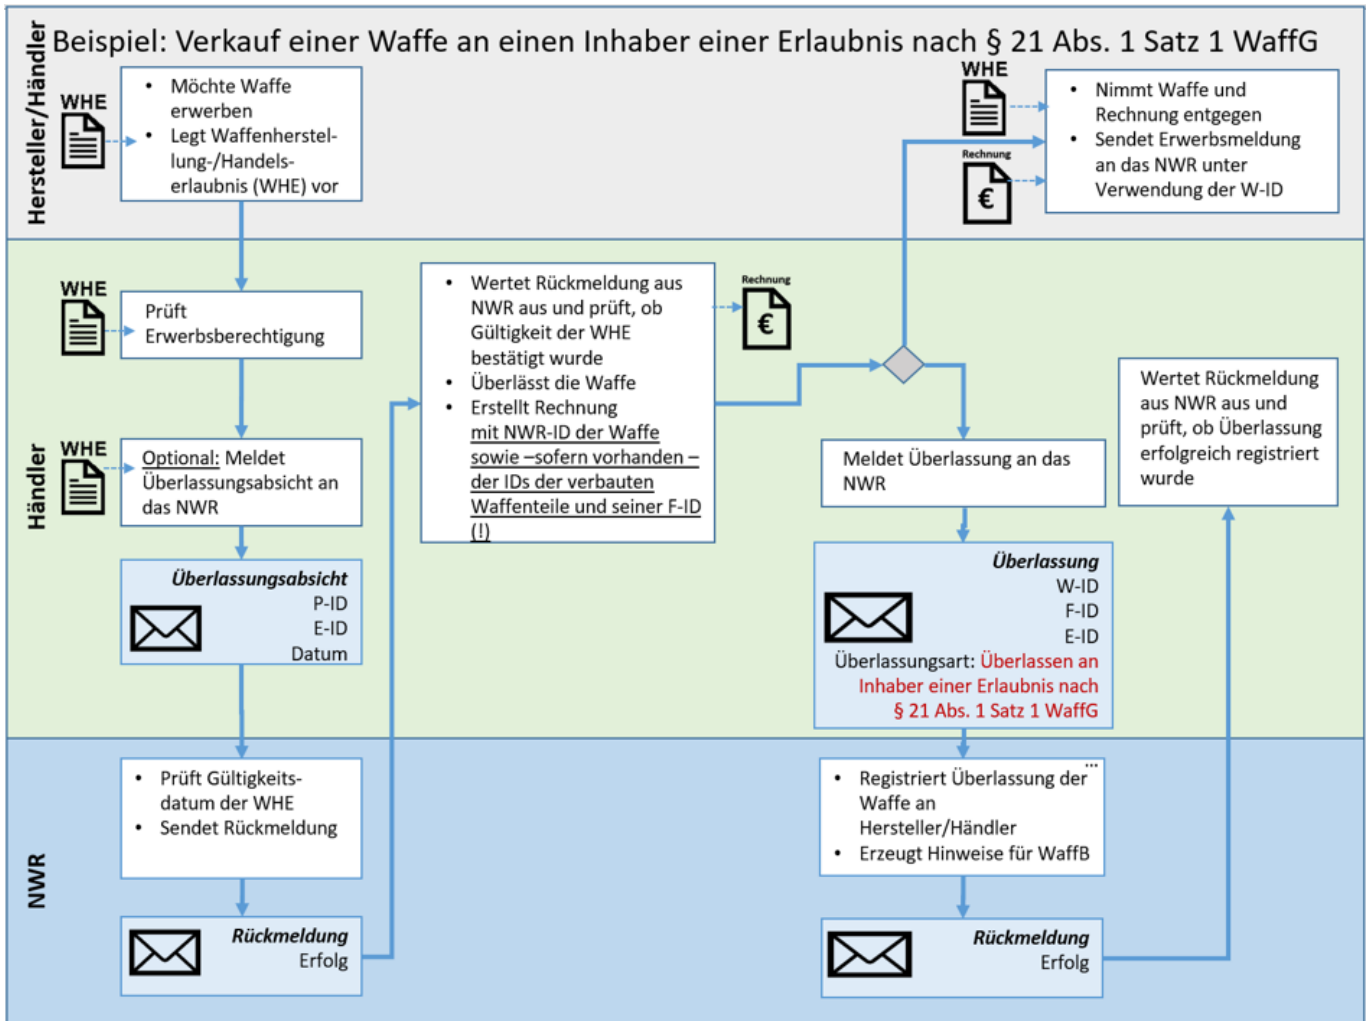 Beispiel: Verkauf einer Waffe an einen Inhaber einer Erlaubnis nach § 21 Abs. 1 Satz 1 WaffG
Hersteller/Händler
WHE
• Möchte Waffe
erwerben
• Legt Waffenherstel-
lung-/Handels-
erlaubnis (WHE) vor
WHE
Rechnung
€
• Nimmt Waffe und
Rechnung entgegen
• Sendet Erwerbsmeldung
an das NWR unter
Verwendung der W-ID
Händler
WHE
Prüft
Erwerbsberechtigung
WHE
Optional: Meldet
Überlassungsabsicht an
das NWR
Überlassungsabsicht
P-ID
E-ID
Datum
• Wertet Rückmeldung aus
NWR aus und prüft, ob
Gültigkeit der WHE
bestätigt wurde
• Überlässt die Waffe
• Erstellt Rechnung
mit NWR-ID der Waffe
sowie –sofern vorhanden –
der IDs der verbauten
Waffenteile und seiner F-ID
(!)
Rechnung
€
Meldet Überlassung an das
NWR
Überlassung
W-ID
F-ID
E-ID
Überlassungsart: Überlassen an
Inhaber einer Erlaubnis nach
§ 21 Abs. 1 Satz 1 WaffG
Wertet Rückmeldung
aus NWR aus und
prüft, ob Überlassung
erfolgreich registriert
wurde
NWR
• Prüft Gültigkeits-
datum der WHE
• Sendet Rückmeldung
Rückmeldung
Erfolg
...
• Registriert Überlassung der
Waffe an
Hersteller/Händler
• Erzeugt Hinweise für WaffB
Rückmeldung
Erfolg